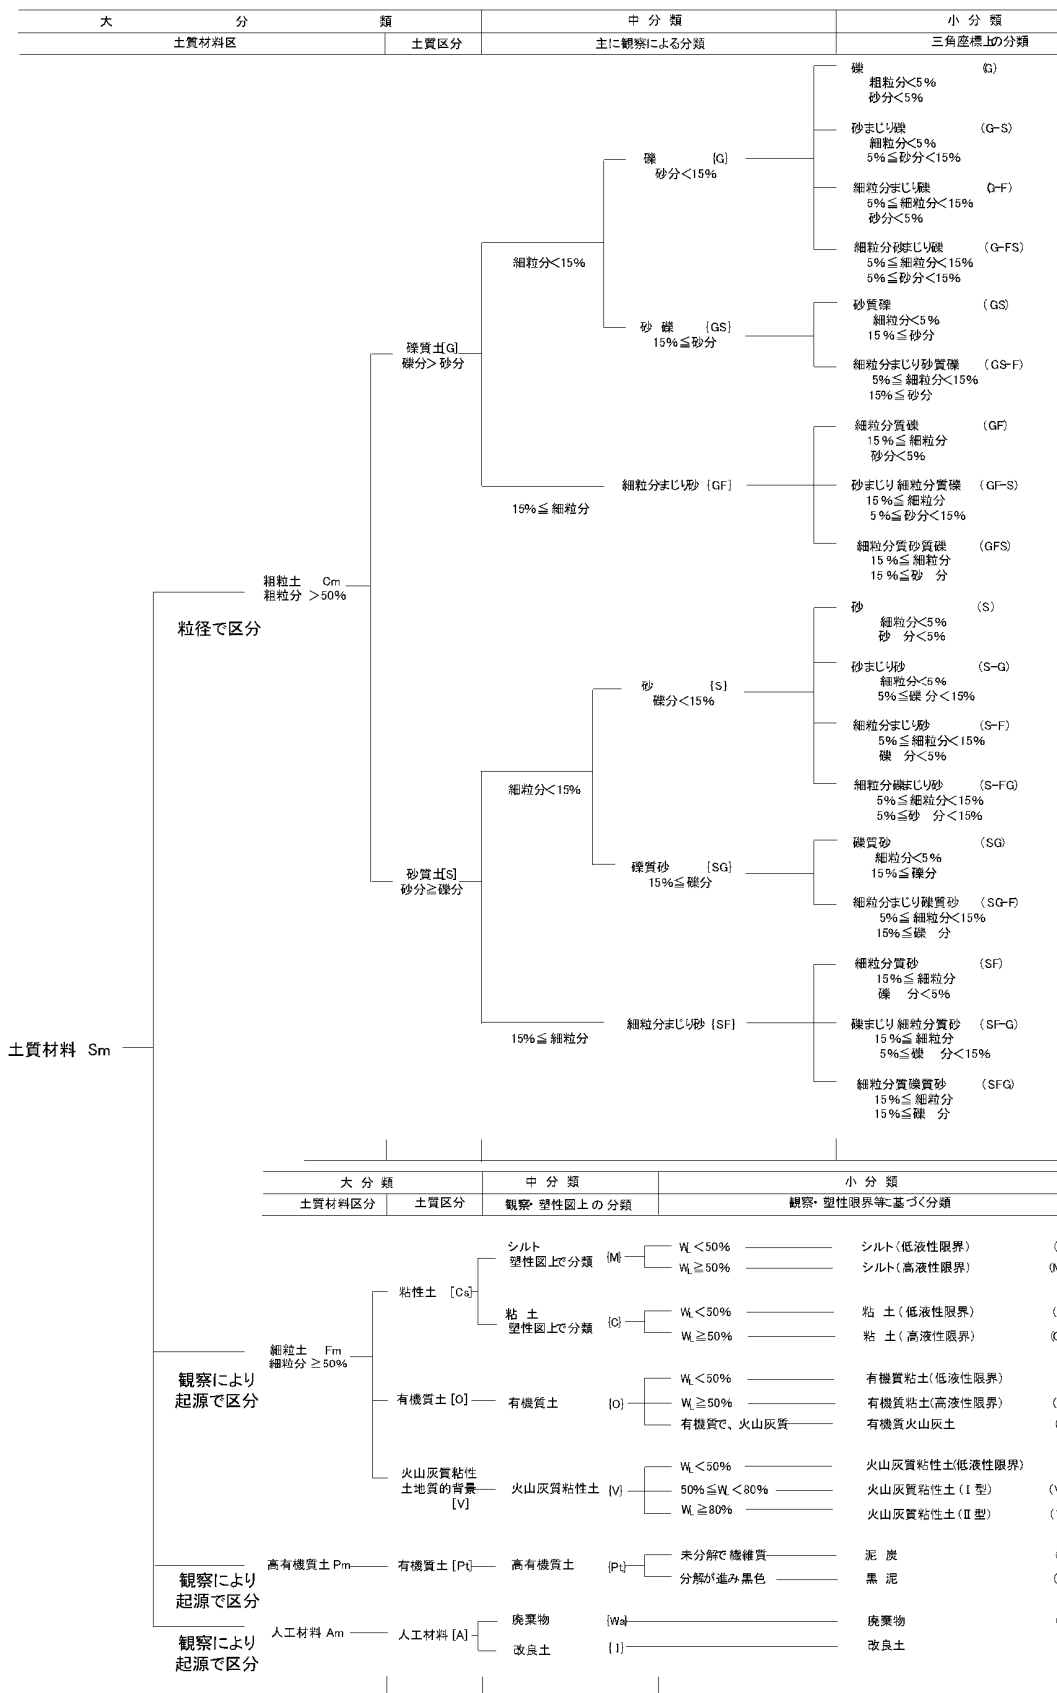 大 分 類 中 分 類 小 分 類
土質材料区 土質区分 主に観察による分類 三角座標上の分類
礫 (G)
粗粒分<5%
砂分<5%
砂まじり礫 (G-S)
細粒分<5%
5%≦砂分<15%
礫 {G}
砂分<15%
細粒分まじり礫 (G-F)
5%≦細粒分<15%
砂分<5%
細粒分砂まじり礫 (G-FS)
5%≦細粒分<15%
5%≦砂分<15%
細粒分<15%
砂質礫 (GS)
細粒分<5%
15%≦砂分
砂 礫 {GS}
15%≦砂分
礫質土[G]
礫分>砂分
細粒分まじり砂質礫 (GS-F)
5%≦細粒分<15%
15%≦砂分
細粒分質礫 (GF)
15%≦細粒分
砂分<5%
細粒分まじり砂 {GF}
15%≦細粒分
砂まじり細粒分質礫 (GF-S)
15%≦細粒分
5%≦砂分<15%
細粒分質砂質礫 (GFS)
15%≦細粒分
15%≦砂 分
粗粒土 Cm
粗粒分 >50%
粒径で区分
砂 (S)
細粒分<5%
砂 分<5%
砂まじり砂 (S-G)
細粒分<5%
5%≦礫 分<15%
砂 {S}
礫分<15%
細粒分まじり砂 (S-F)
5%≦細粒分<15%
礫 分<5%
細粒分<15%
細粒分礫まじり砂 (S-FG)
5%≦細粒分<15%
5%≦砂 分<15%
礫質砂 (SG)
細粒分<5%
15%≦礫分
礫質砂 {SG}
15%≦礫分
砂質土[S]
砂分≧礫分
細粒分まじり礫質砂 (SG-F)
5%≦細粒分<15%
15%≦礫 分
細粒分質砂 (SF)
15%≦細粒分
礫 分<5%
細粒分まじり砂 {SF}
15%≦細粒分
礫まじり細粒分質砂 (SF-G)
15%≦細粒分
5%≦礫 分<15%
土質材料 Sm
細粒分質礫質砂 (SFG)
15%≦細粒分
15%≦礫 分
大 分 類 中 分 類 小 分 類
土質材料区分 土質区分 観察・塑性図上の分類 観察・塑性限界等に基づく分類
シルト
塑性図上で分類 {M}
WL<50% シルト(低液性限界) (
WL≧50% シルト(高液性限界) (M
粘性土 [Cs]
粘 土
塑性図上で分類 {C}
WL<50% 粘 土(低液性限界) (
WL≧50% 粘 土(高液性限界) (C
細粒土 Fm
細粒分 ≧50%
観察により
起源で区分
有機質土 [O] 有機質土 {O}
WL<50% 有機質粘土(低液性限界)
WL≧50% 有機質粘土(高液性限界) (
有機質で、火山灰質 有機質火山灰土 (
火山灰質粘性
土地質的背景
[V]
火山灰質粘性土 {V}
WL<50% 火山灰質粘性土(低液性限界)
50%≦WL<80% 火山灰質粘性土(Ⅰ型) (V
WL≧80% 火山灰質粘性土(Ⅱ型) (
高有機質土 Pm 有機質土 [Pt] 高有機質土 {Pt}
未分解で繊維質 泥 炭 (
分解が進み黒色 黒 泥 (
観察により
起源で区分
人工材料 Am 人工材料 [A]
廃棄物 {Wa} 廃棄物 (
改良土 {I} 改良土
観察により
起源で区分